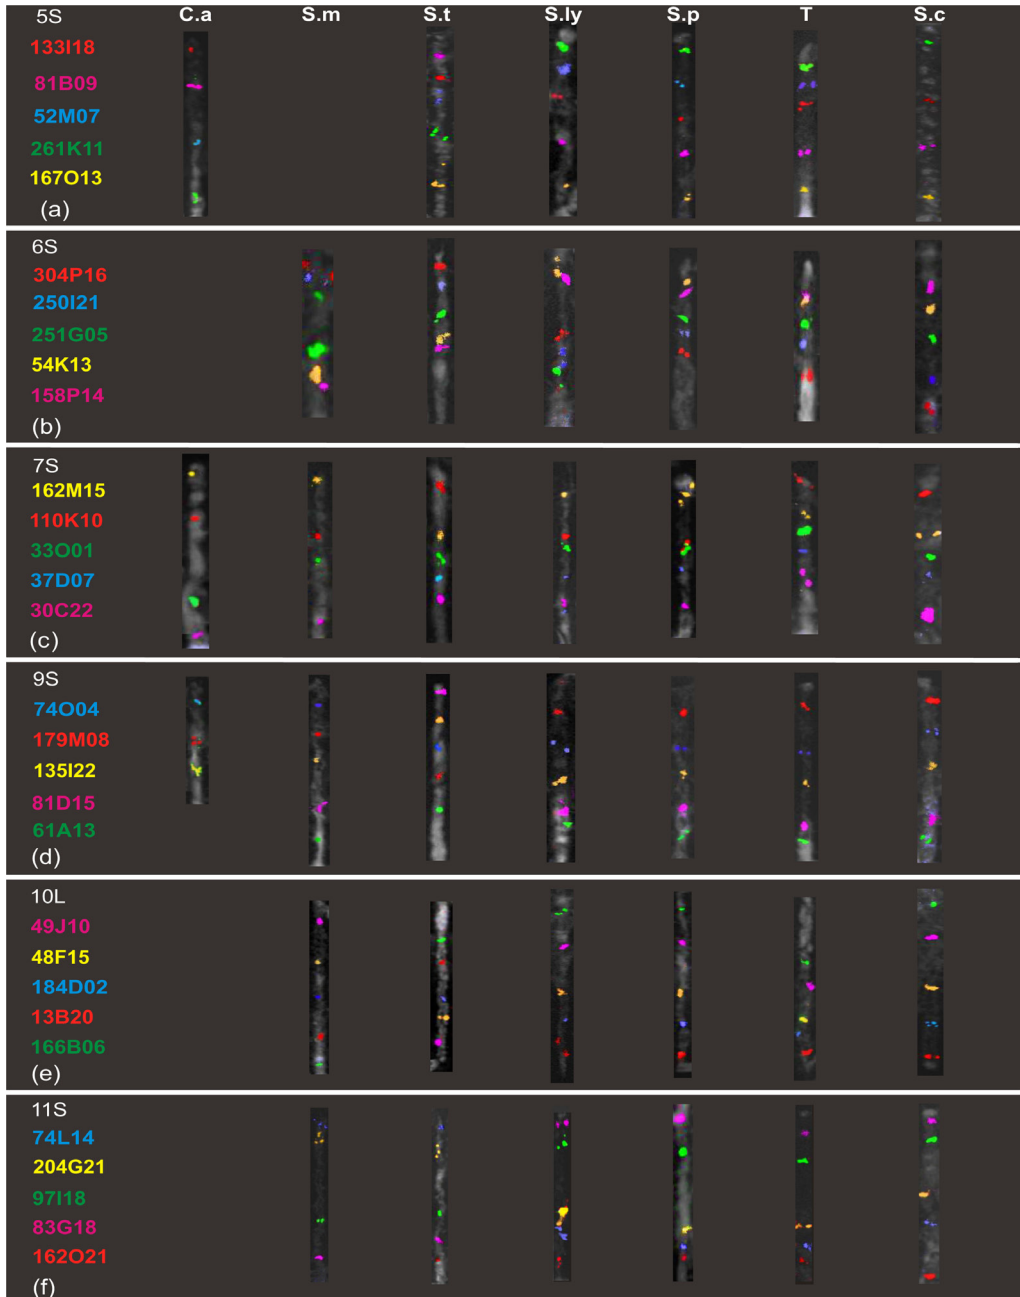 5S C.a S.m S.t S.ly S.p T S.c
133I18
81B09
52M07
261K11
167O13
(a)
6S
304P16
250I21
251G05
54K13
158P14
(b)
7S
162M15
110K10
33O01
37D07
30C22
(c)
9S
74O04
179M08
135I22
81D15
61A13
(d)
10L
49J10
48F15
184D02
13B20
166B06
(e)
11S
74L14
204G21
97I18
83G18
162O21
(f)